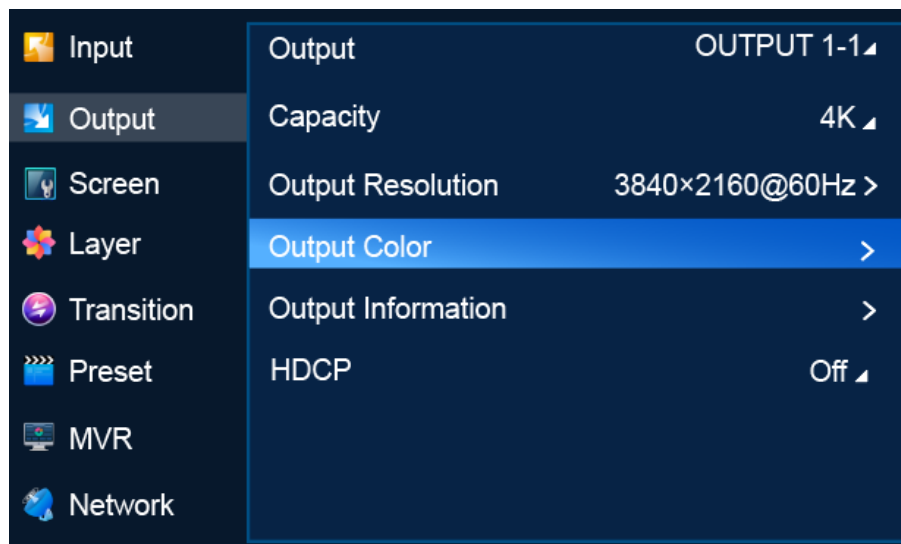 Input
Output
Screen
Layer
Transition
Preset
MVR
Network
Output OUTPUT 1-1
Capacity 4K
Output Resolution 3840×2160@60Hz >
Output Color >
Output Information >
HDCP Off